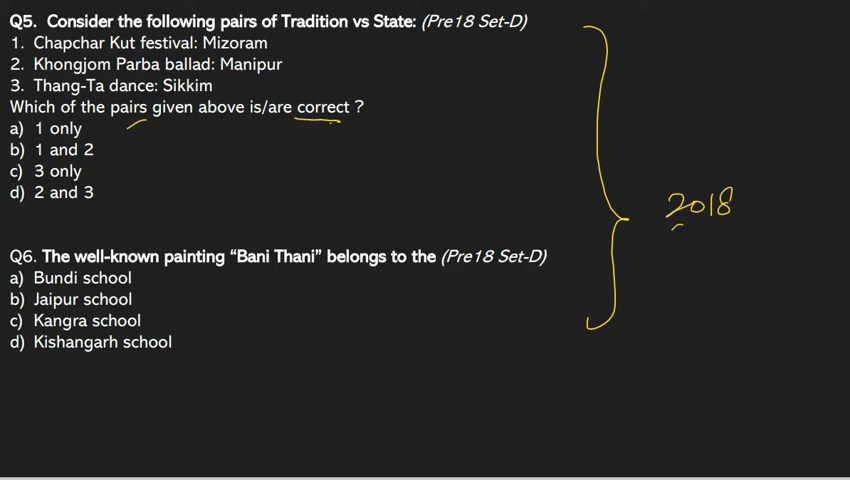 Q5. Consider the following pairs of Tradition vs State: (Pre18 Set-D)
1. Chapchar Kut festival: Mizoram
2. Khongjom Parba ballad: Manipur
3. Thang-Ta dance: Sikkim
Which of the pairs given above is/are correct ?
a) 1 only
b) 1 and 2
c) 3 only
d) 2 and 3
2018
Q6. The well-known painting “Bani Thani” belongs to the (Pre18 Set-D)
a) Bundi school
b) Jaipur school
c) Kangra school
d) Kishangarh school